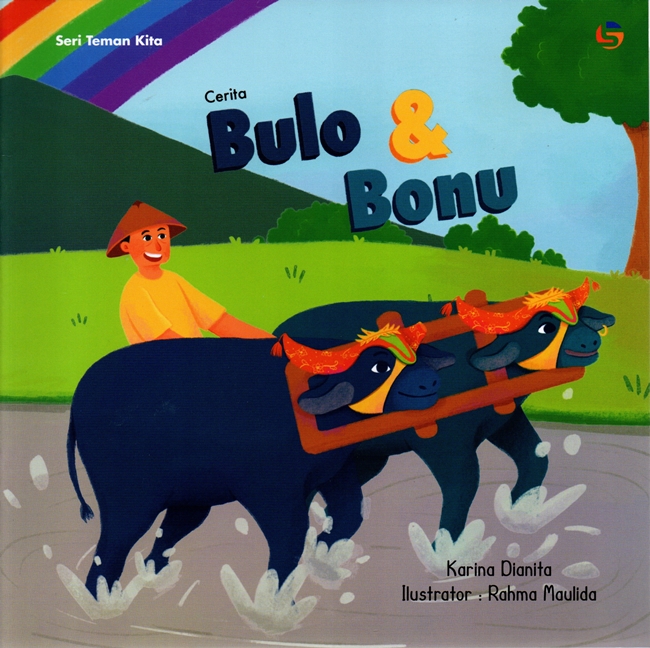 Seri Teman Kita
Cerita
Bulo &
Bonu
Karina Dianita
Ilustrator : Rahma Maulida